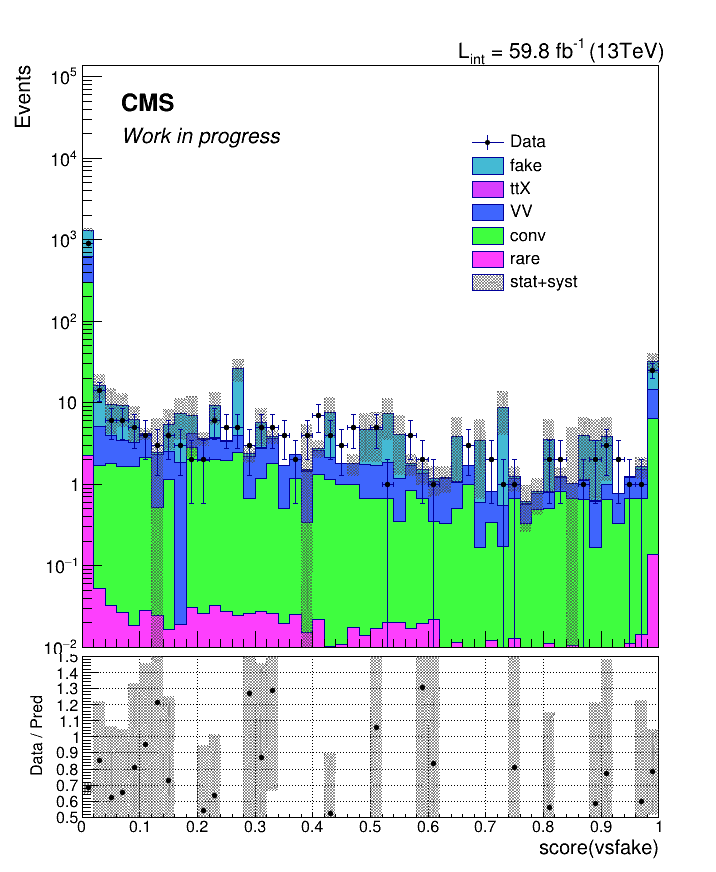 L_int = 59.8 fb^-1 (13TeV)
Events
CMS
Work in progress
Data
fake
ttX
VV
conv
rare
stat+syst
10^5
10^4
10^3
10^2
10
1
10^-1
10^-2
Data / Pred
1.5
1.4
1.3
1.2
1.1
1
0.9
0.8
0.7
0.6
0.5
0 0.1 0.2 0.3 0.4 0.5 0.6 0.7 0.8 0.9 1
score(vsfake)